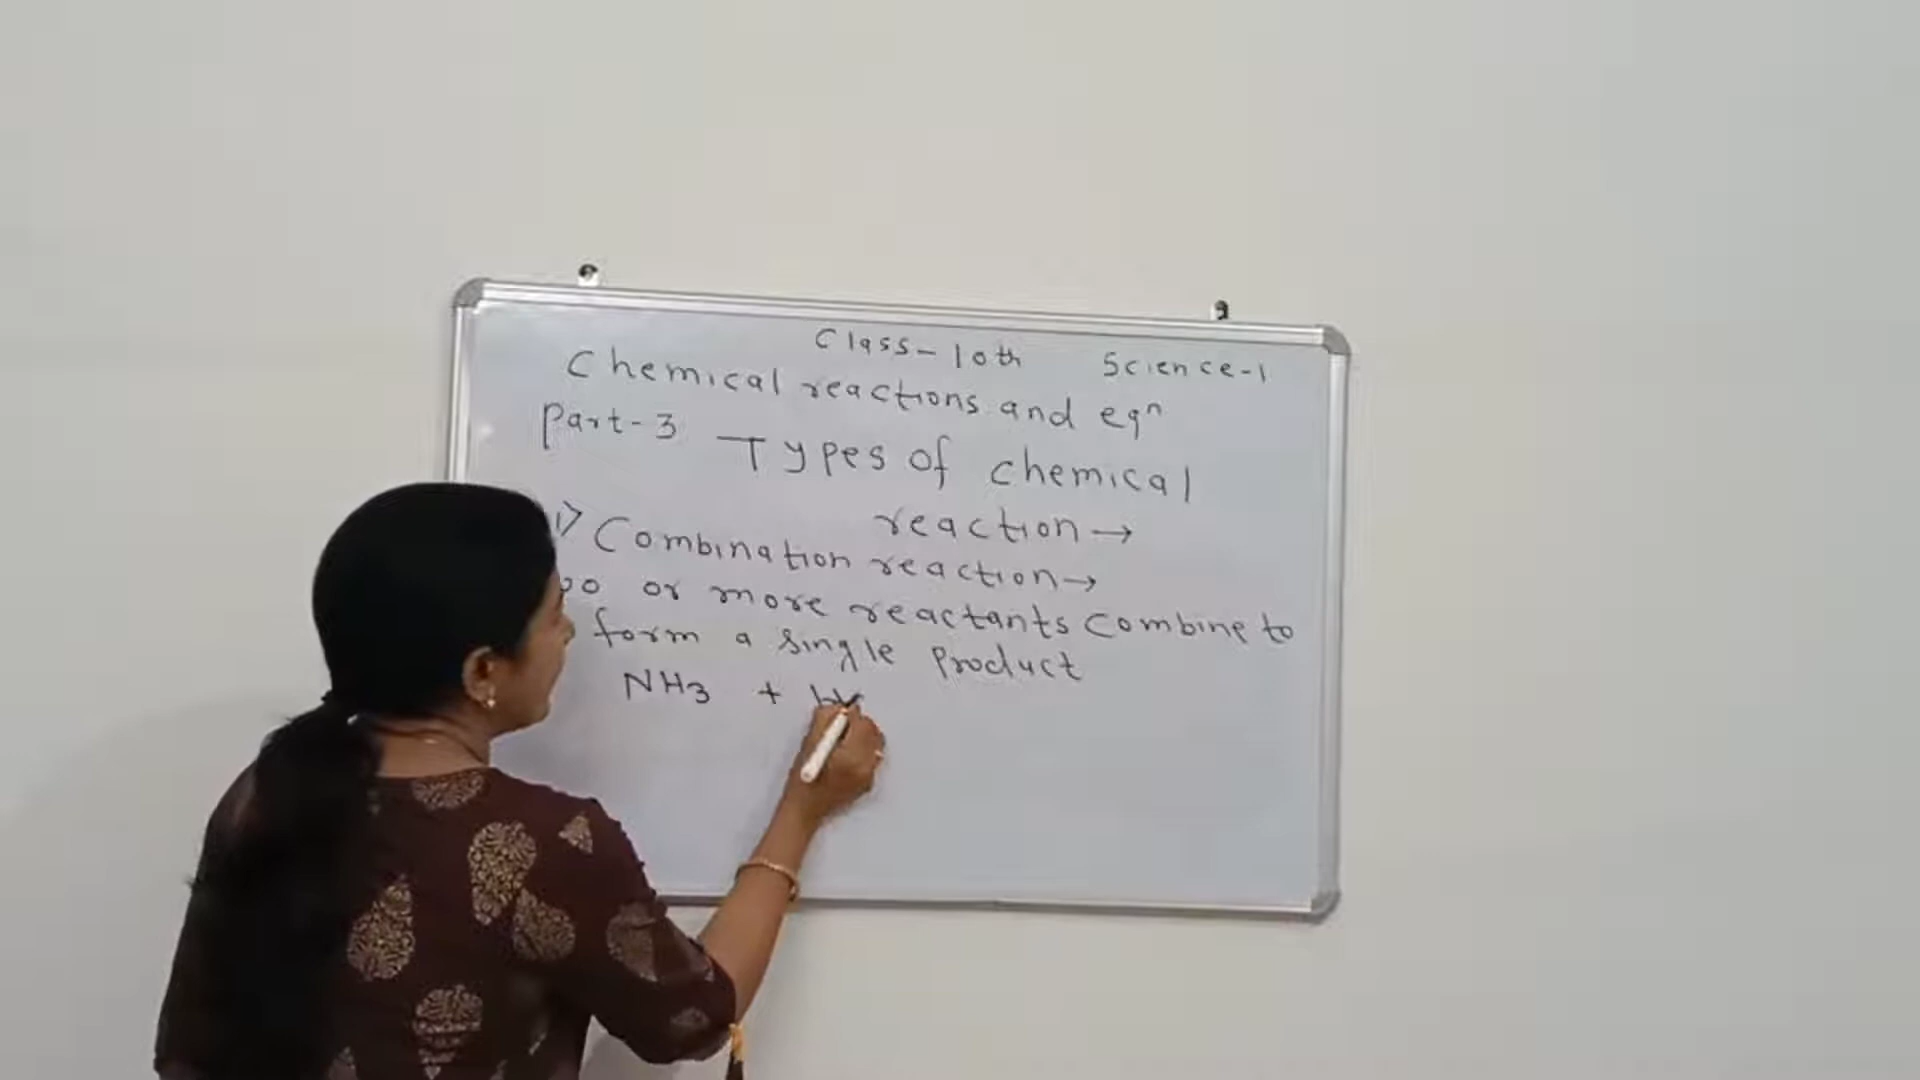 Class-10th Science-1
Chemical reactions and eqn
Part-3 Types of chemical
reaction→
1> Combination reaction→
or more reactants combine to
form a single product
NH3 +